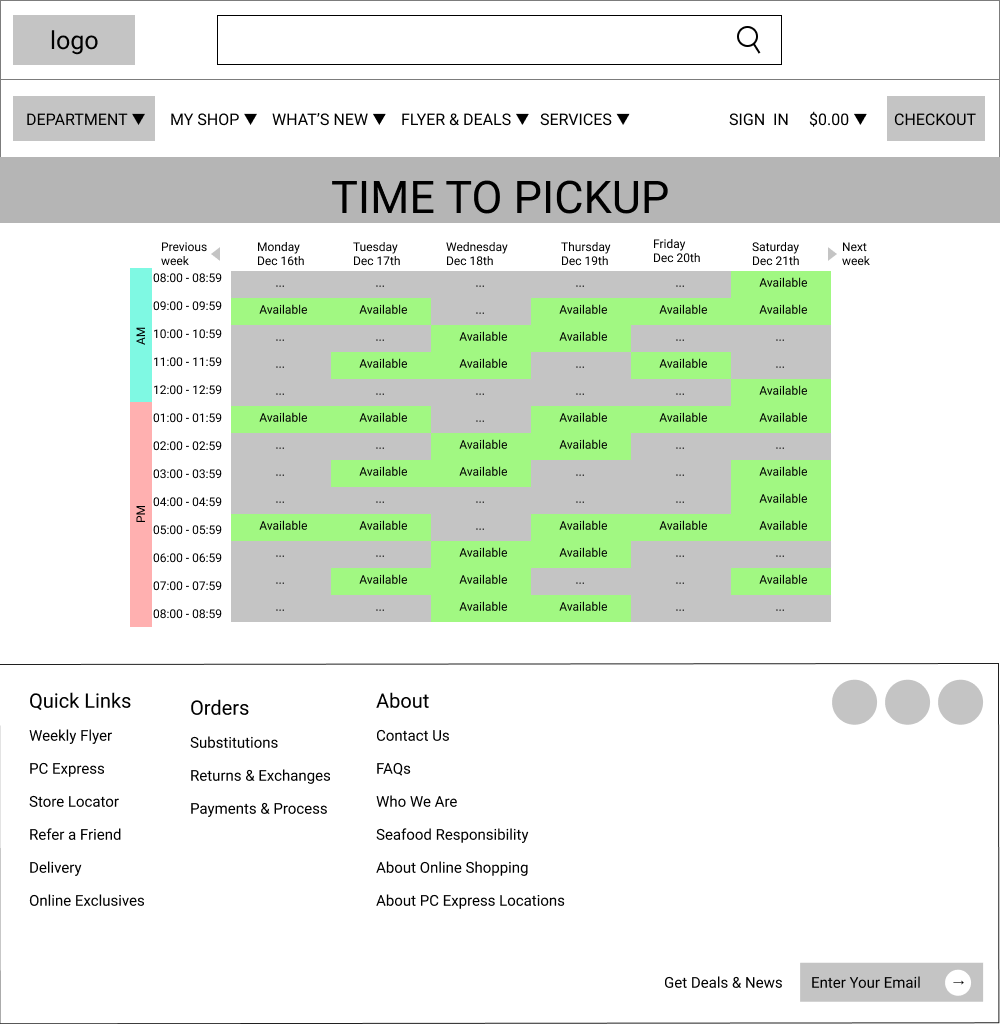 logo
DEPARTMENT ▼ MY SHOP ▼ WHAT’S NEW ▼ FLYER & DEALS ▼ SERVICES ▼ SIGN IN $0.00 ▼ CHECKOUT
TIME TO PICKUP
Previous week Monday Dec 16th Tuesday Dec 17th Wednesday Dec 18th Thursday Dec 19th Friday Dec 20th Saturday Dec 21th Next week
AM
08:00 - 08:59 ... ... ... ... ... Available
09:00 - 09:59 Available Available ... Available Available Available
10:00 - 10:59 ... ... Available Available ... ...
11:00 - 11:59 ... Available Available ... Available ...
12:00 - 12:59 ... ... ... ... ... Available
PM
01:00 - 01:59 Available Available ... Available Available Available
02:00 - 02:59 ... ... Available Available ... ...
03:00 - 03:59 ... Available Available ... ... Available
04:00 - 04:59 ... ... ... ... ... Available
05:00 - 05:59 Available Available ... Available Available Available
06:00 - 06:59 ... ... Available Available ... ...
07:00 - 07:59 ... Available Available ... ... Available
08:00 - 08:59 ... ... Available Available ... ...
Quick Links
Weekly Flyer
PC Express
Store Locator
Refer a Friend
Delivery
Online Exclusives
Orders
Substitutions
Returns & Exchanges
Payments & Process
About
Contact Us
FAQs
Who We Are
Seafood Responsibility
About Online Shopping
About PC Express Locations
Get Deals & News
Enter Your Email →